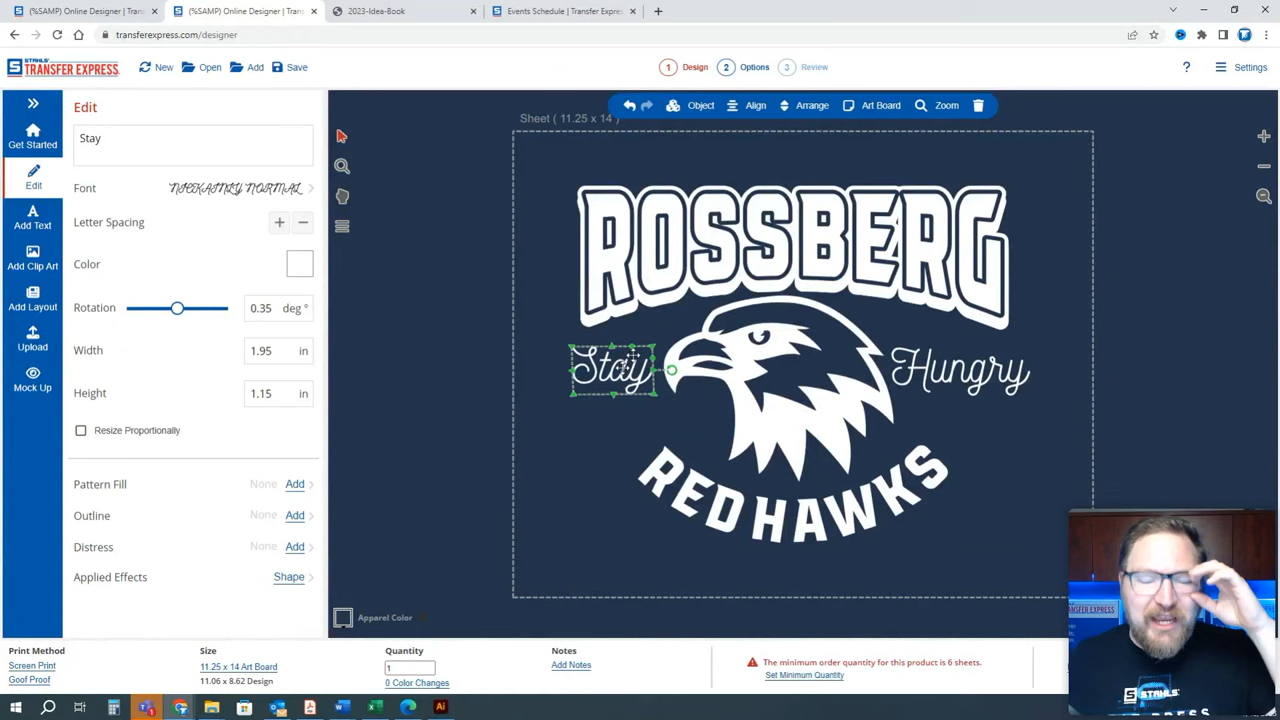 (%SAMP) Online Designer | Tran
(%SAMP) Online Designer | Tran
2023-Idea-Book
Events Schedule | Transfer Expres
transferexpress.com/designer
STAHLS'
TRANSFER EXPRESS
New
Open
Add
Save
1 Design
2 Options
3 Review
? 
Settings
Get Started
Edit
Add Text
Add Clip Art
Add Layout
Upload
Mock Up
Edit
Stay
Font NICKAINLEY NORMAL
Letter Spacing
Color
Rotation 0.35 deg °
Width 1.95 in
Height 1.15 in
Resize Proportionally
Pattern Fill None Add
Outline None Add
Distress None Add
Applied Effects Shape
Object
Align
Arrange
Art Board
Zoom
Sheet ( 11.25 x 14 )
ROSSBERG
Stay
Hungry
REDHAWKS
Apparel Color
Print Method
Screen Print
Goof Proof
Size
11.25 x 14 Art Board
11.06 x 8.62 Design
Quantity
1
0 Color Changes
Notes
Add Notes
The minimum order quantity for this product is 6 sheets.
Set Minimum Quantity
STAHLS'